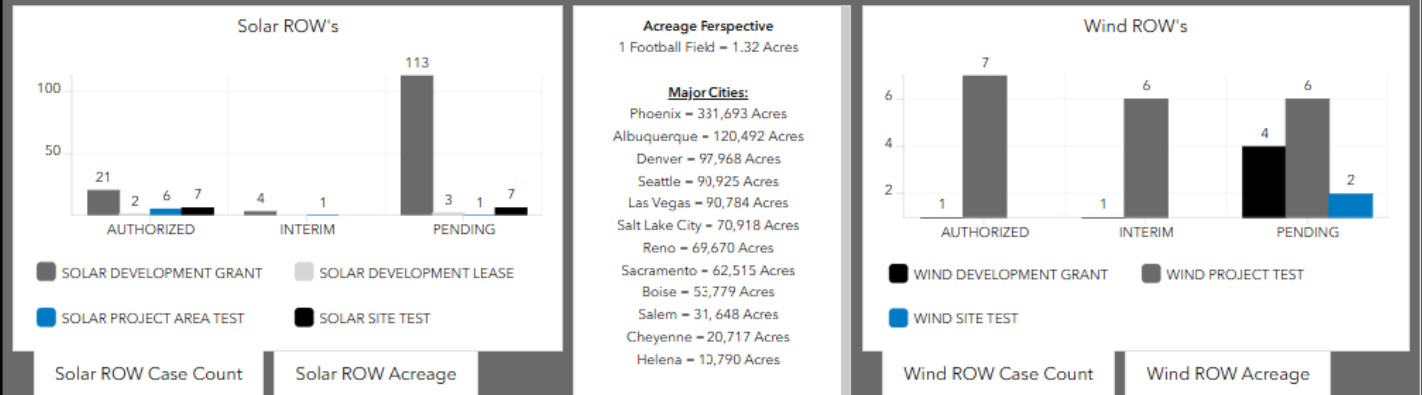 Solar ROW's
113
100
50
21
2
6
7
4
1
3
1
7
AUTHORIZED INTERIM PENDING
SOLAR DEVELOPMENT GRANT SOLAR DEVELOPMENT LEASE
SOLAR PROJECT AREA TEST SOLAR SITE TEST
Solar ROW Case Count Solar ROW Acreage
Acreage Ferspective
1 Football Field = 1.32 Acres
Major Cities:
Phoenix = 331,693 Acres
Albuquerque = 120,492 Acres
Denver = 97,968 Acres
Seattle = 90,925 Acres
Las Vegas = 90,784 Acres
Salt Lake City = 70,918 Acres
Reno = 69,670 Acres
Sacramento = 62,515 Acres
Boise = 53,779 Acres
Salem = 31, 648 Acres
Cheyenne = 20,717 Acres
Helena = 10,790 Acres
Wind ROW's
6
4
2
1
7
1
6
4
6
2
AUTHORIZED INTERIM PENDING
WIND DEVELOPMENT GRANT WIND PROJECT TEST
WIND SITE TEST
Wind ROW Case Count Wind ROW Acreage